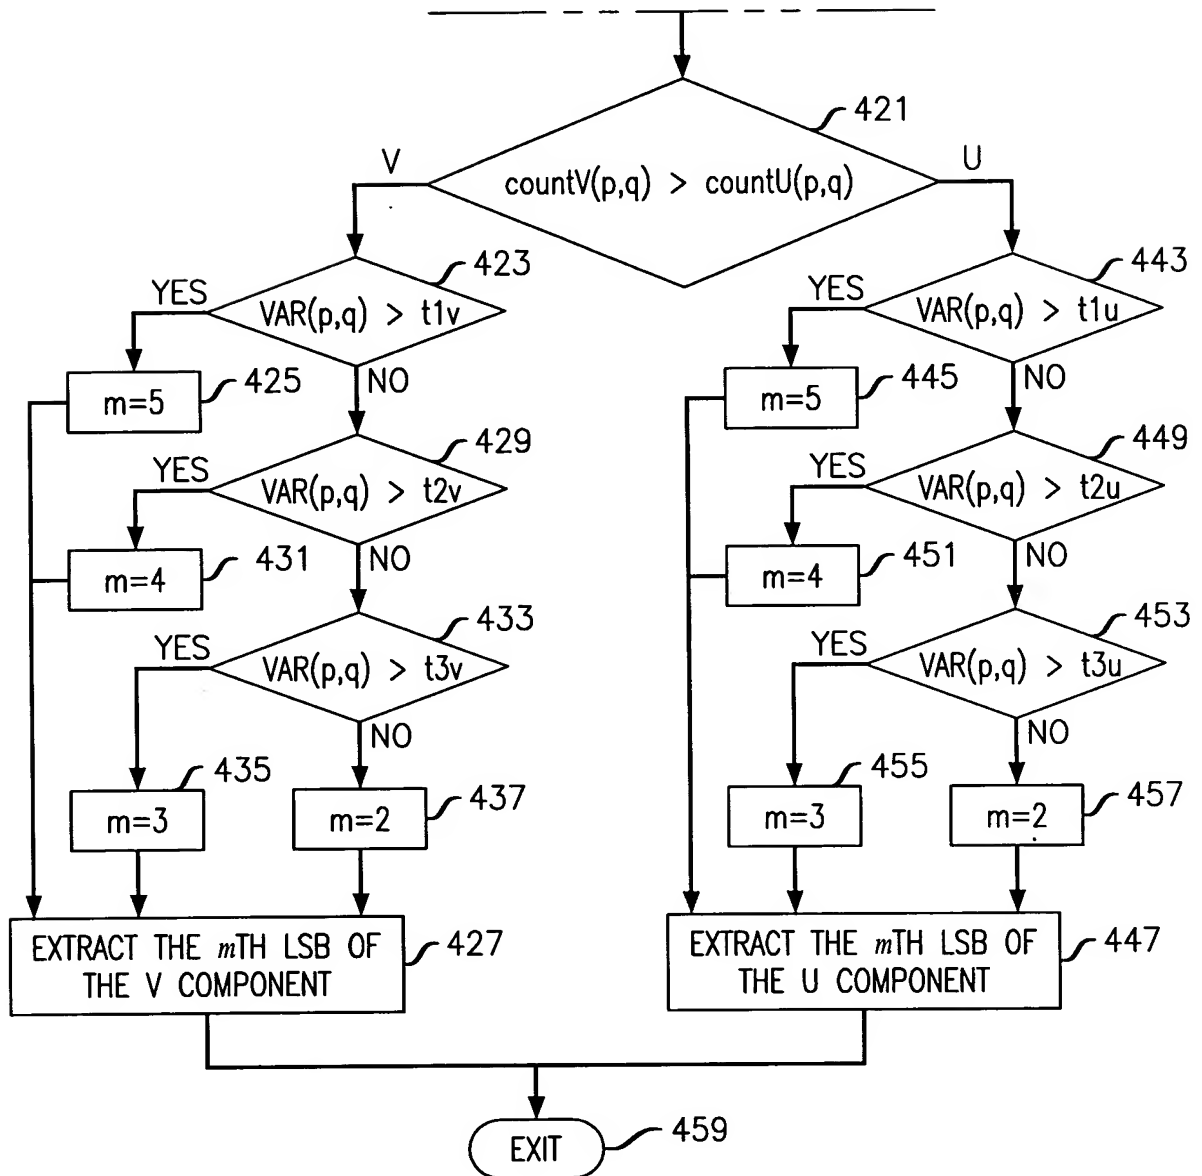 421
V
countV(p,q) > countU(p,q)
U
423
YES
VAR(p,q) > t1v
443
YES
VAR(p,q) > t1u
m=5
425
NO
m=5
445
NO
429
YES
VAR(p,q) > t2v
449
YES
VAR(p,q) > t2u
m=4
431
NO
m=4
451
NO
433
YES
VAR(p,q) > t3v
453
YES
VAR(p,q) > t3u
NO
NO
435
m=3
m=2
437
455
m=3
m=2
457
EXTRACT THE mTH LSB OF
THE V COMPONENT
427
EXTRACT THE mTH LSB OF
THE U COMPONENT
447
EXIT
459